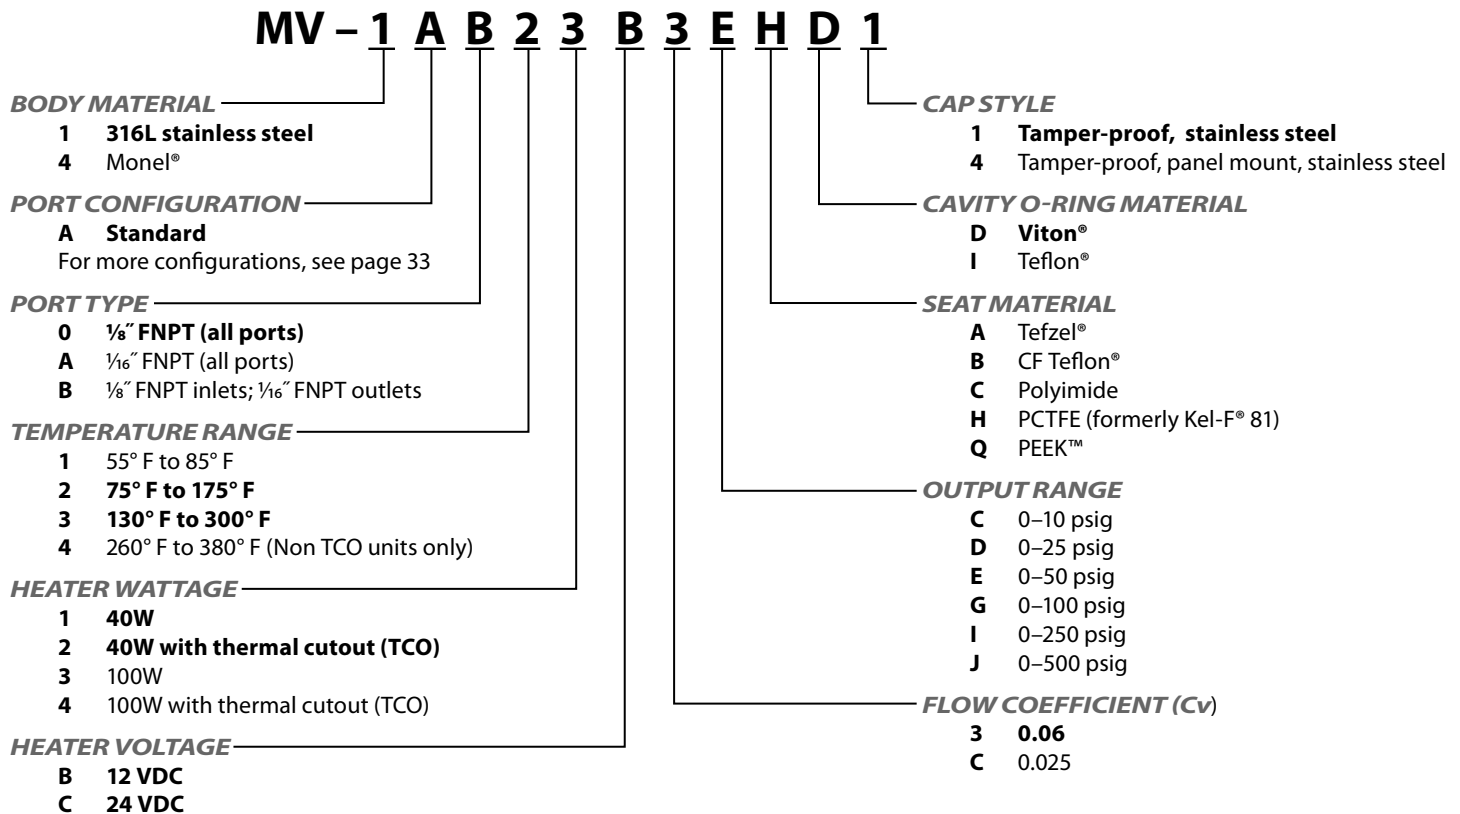 MV – 1 A B 2 3 B 3 E H D 1
BODY MATERIAL
1 316L stainless steel
4 Monel®
PORT CONFIGURATION
A Standard
For more configurations, see page 33
PORT TYPE
0 ⅛˝ FNPT (all ports)
A 1⁄16˝ FNPT (all ports)
B ⅛˝ FNPT inlets; 1⁄16˝ FNPT outlets
TEMPERATURE RANGE
1 55° F to 85° F
2 75° F to 175° F
3 130° F to 300° F
4 260° F to 380° F (Non TCO units only)
HEATER WATTAGE
1 40W
2 40W with thermal cutout (TCO)
3 100W
4 100W with thermal cutout (TCO)
HEATER VOLTAGE
B 12 VDC
C 24 VDC
CAP STYLE
1 Tamper-proof, stainless steel
4 Tamper-proof, panel mount, stainless steel
CAVITY O-RING MATERIAL
D Viton®
I Teflon®
SEAT MATERIAL
A Tefzel®
B CF Teflon®
C Polyimide
H PCTFE (formerly Kel-F® 81)
Q PEEK™
OUTPUT RANGE
C 0–10 psig
D 0–25 psig
E 0–50 psig
G 0–100 psig
I 0–250 psig
J 0–500 psig
FLOW COEFFICIENT (Cv)
3 0.06
C 0.025